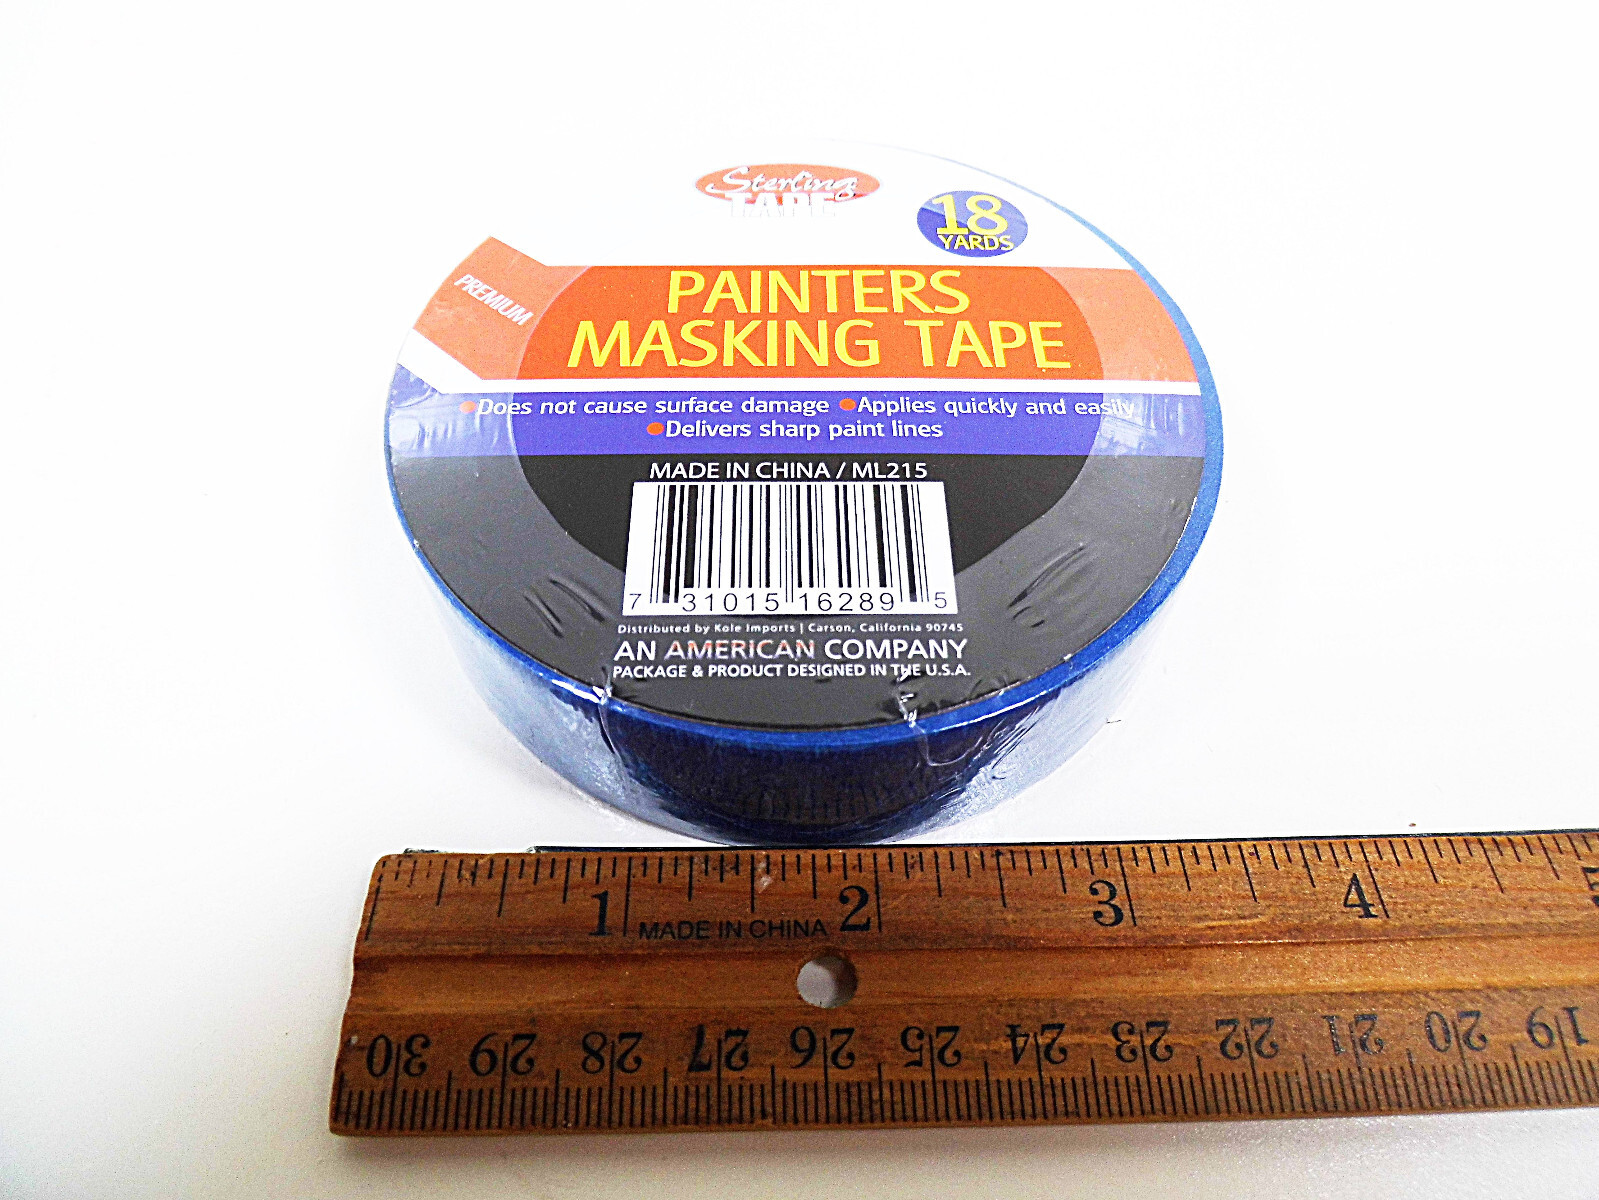 Sterling
TAPE
18
YARDS
PREMIUM
PAINTERS
MASKING TAPE
•Does not cause surface damage •Applies quickly and easily
•Delivers sharp paint lines
MADE IN CHINA / ML215
7 31015 16289 5
Distributed by Kole Imports | Carson, California 90745
AN AMERICAN COMPANY
PACKAGE & PRODUCT DESIGNED IN THE U.S.A.
1 2 3 4 5
MADE IN CHINA
30 29 28 27 26 25 24 23 22 21 20 19